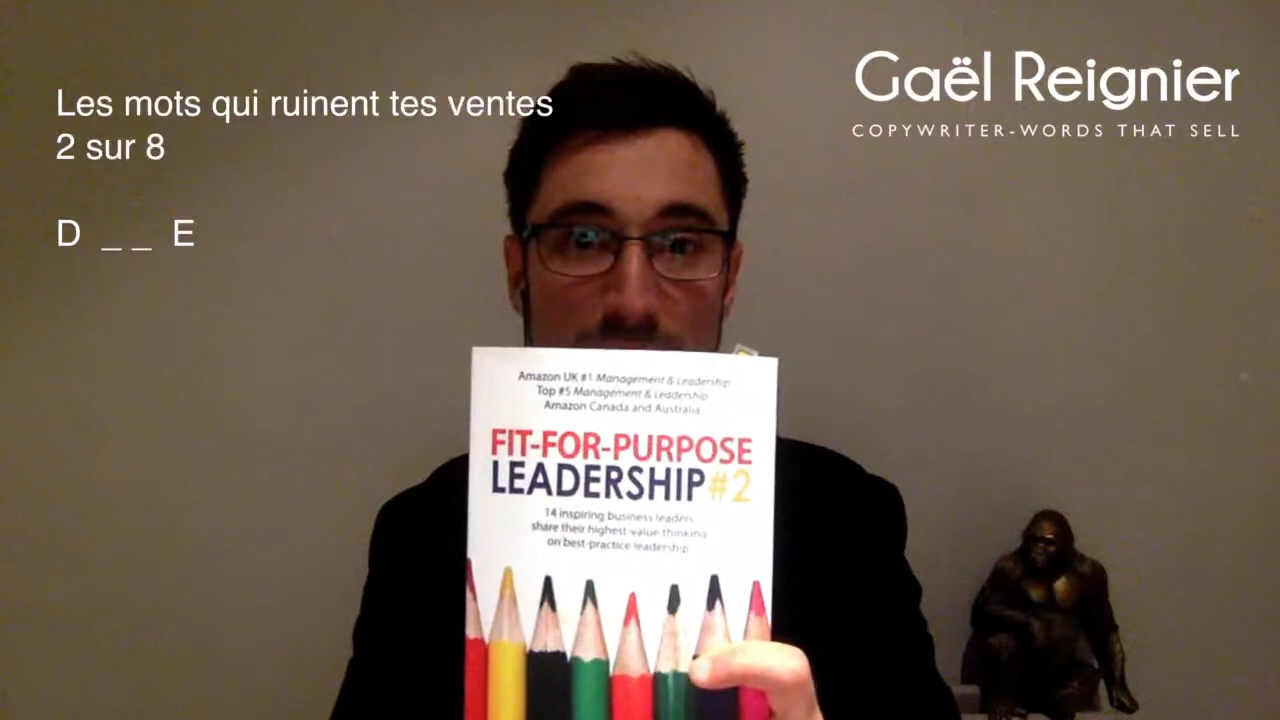 Les mots qui ruinent tes ventes
2 sur 8
D _ _ E
Gaël Reignier
COPYWRITER-WORDS THAT SELL
Amazon UK #1 Management & Leadership
Top #5 Management & Leadership
Amazon Canada and Australia
FIT-FOR-PURPOSE
LEADERSHIP #2
14 inspiring business leaders
share their highest value thinking
on best-practice leadership